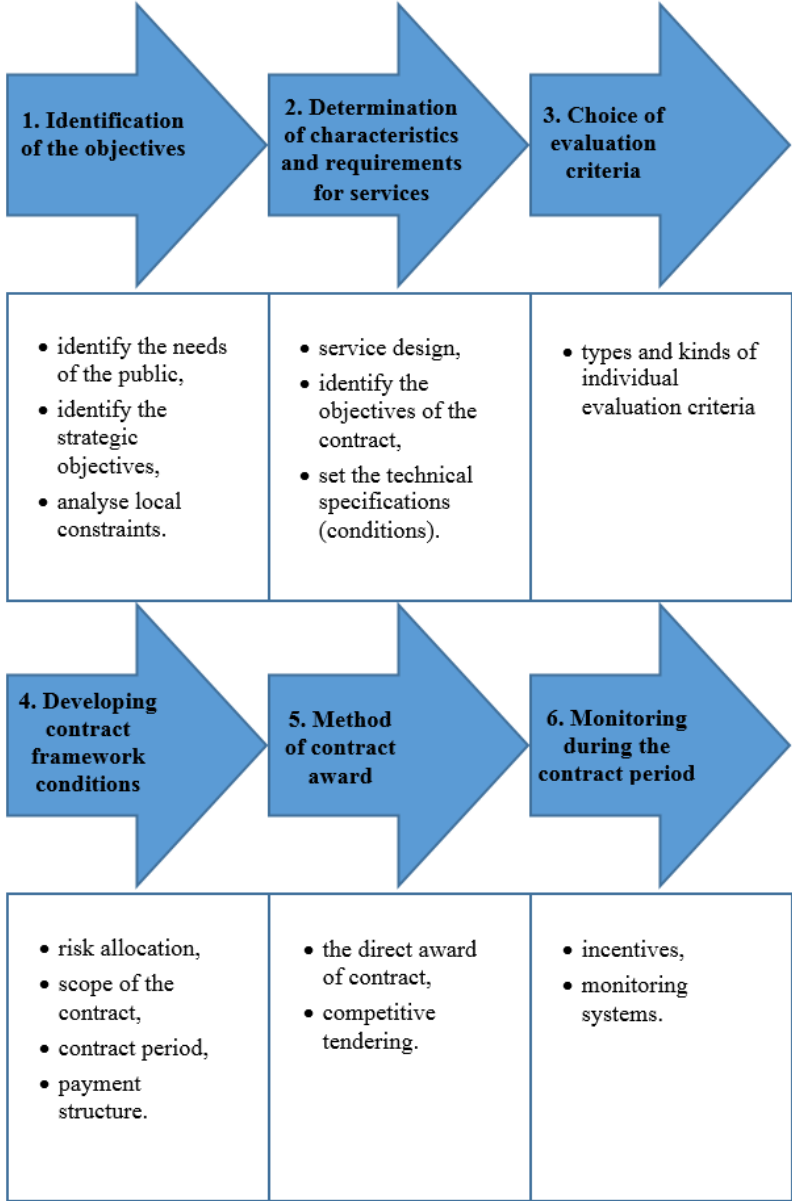 1. Identification
of the objectives
2. Determination
of characteristics
and requirements
for services
3. Choice of
evaluation
criteria
• identify the needs
of the public,
• identify the
strategic
objectives,
• analyse local
constraints.
• service design,
• identify the
objectives of the
contract,
• set the technical
specifications
(conditions).
• types and kinds of
individual
evaluation criteria
4. Developing
contract
framework
conditions
5. Method
of contract
award
6. Monitoring
during the
contract period
• risk allocation,
• scope of the
contract,
• contract period,
• payment
structure.
• the direct award
of contract,
• competitive
tendering.
• incentives,
• monitoring
systems.